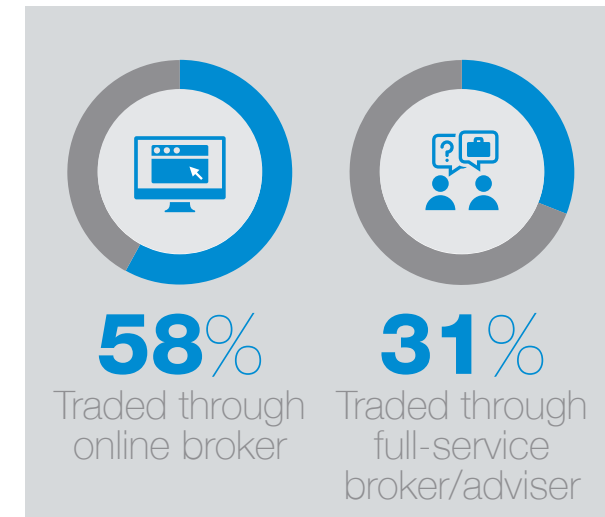 58%
Traded through
online broker
?
31%
Traded through
full-service
broker/adviser